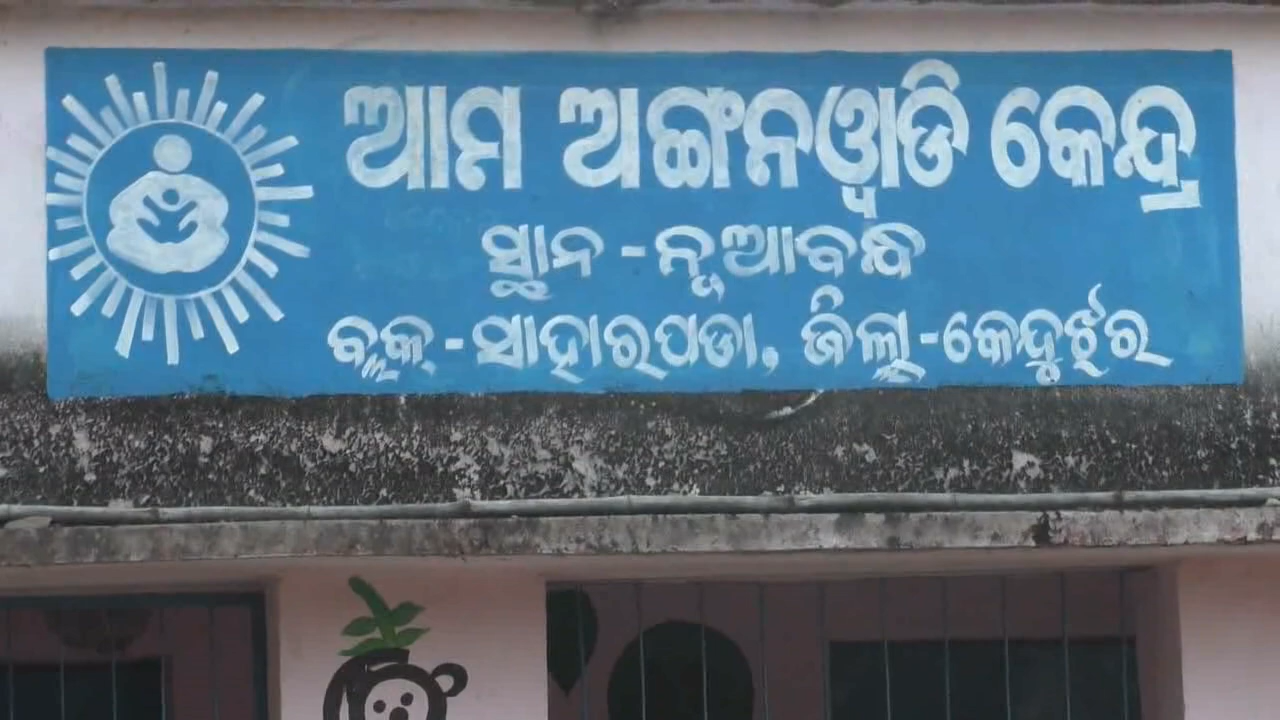 ଆମ ଅଙ୍ଗନୱାଡି କେନ୍ଦ୍ର
ସ୍ଥାନ - ନୂଆବନ୍ଧ
ବ୍ଲକ୍ - ସାହାରପଡା, ଜିଲ୍ଲା - କେନ୍ଦୁର୍ଝର